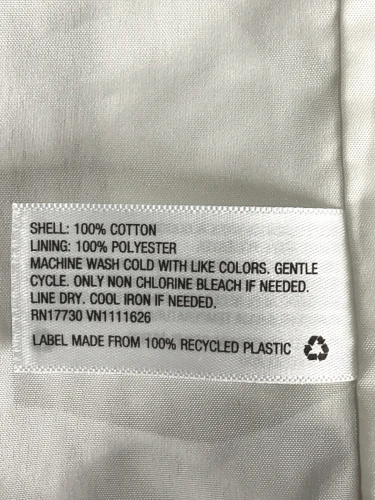 SHELL: 100% COTTON
LINING: 100% POLYESTER
MACHINE WASH COLD WITH LIKE COLORS. GENTLE
CYCLE. ONLY NON CHLORINE BLEACH IF NEEDED.
LINE DRY. COOL IRON IF NEEDED.
RN17730 VN1111626
LABEL MADE FROM 100% RECYCLED PLASTIC